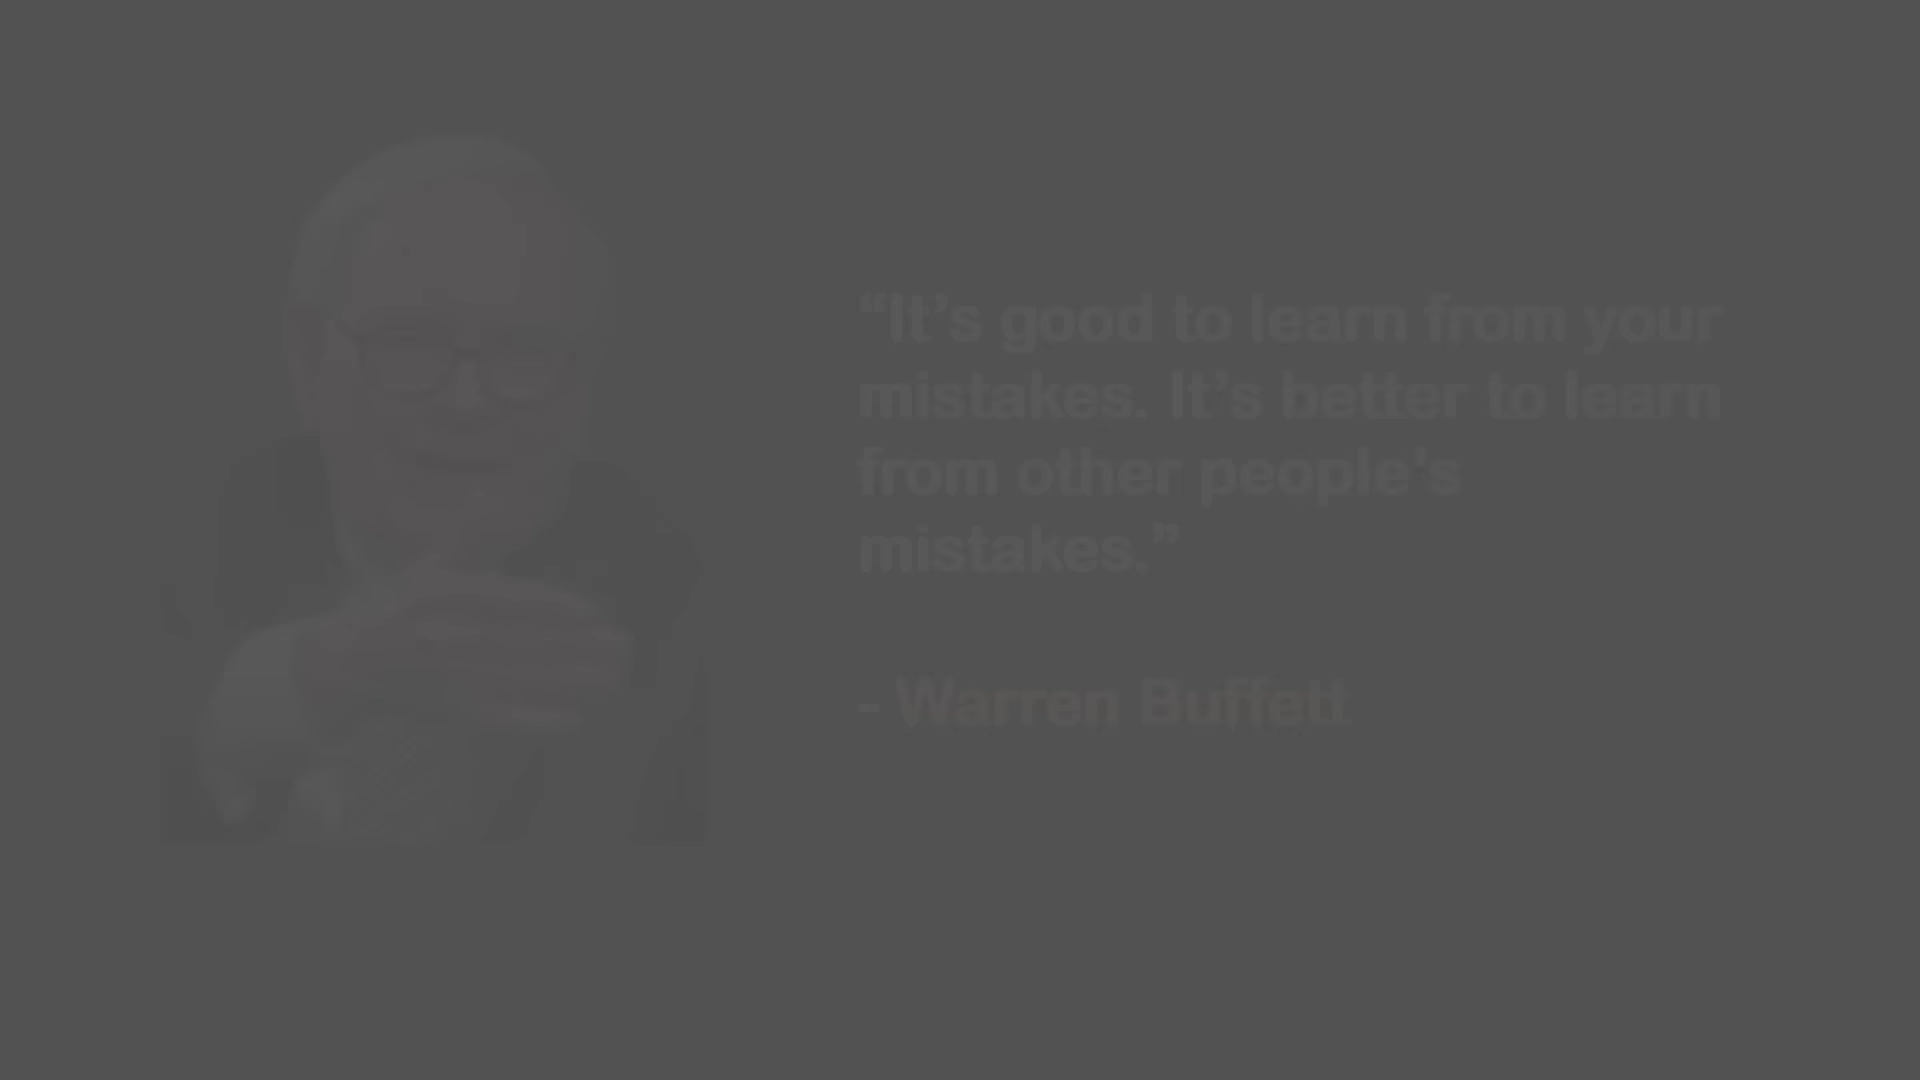 “It’s good to learn from your
mistakes. It’s better to learn
from other people's
mistakes.”
- Warren Buffett